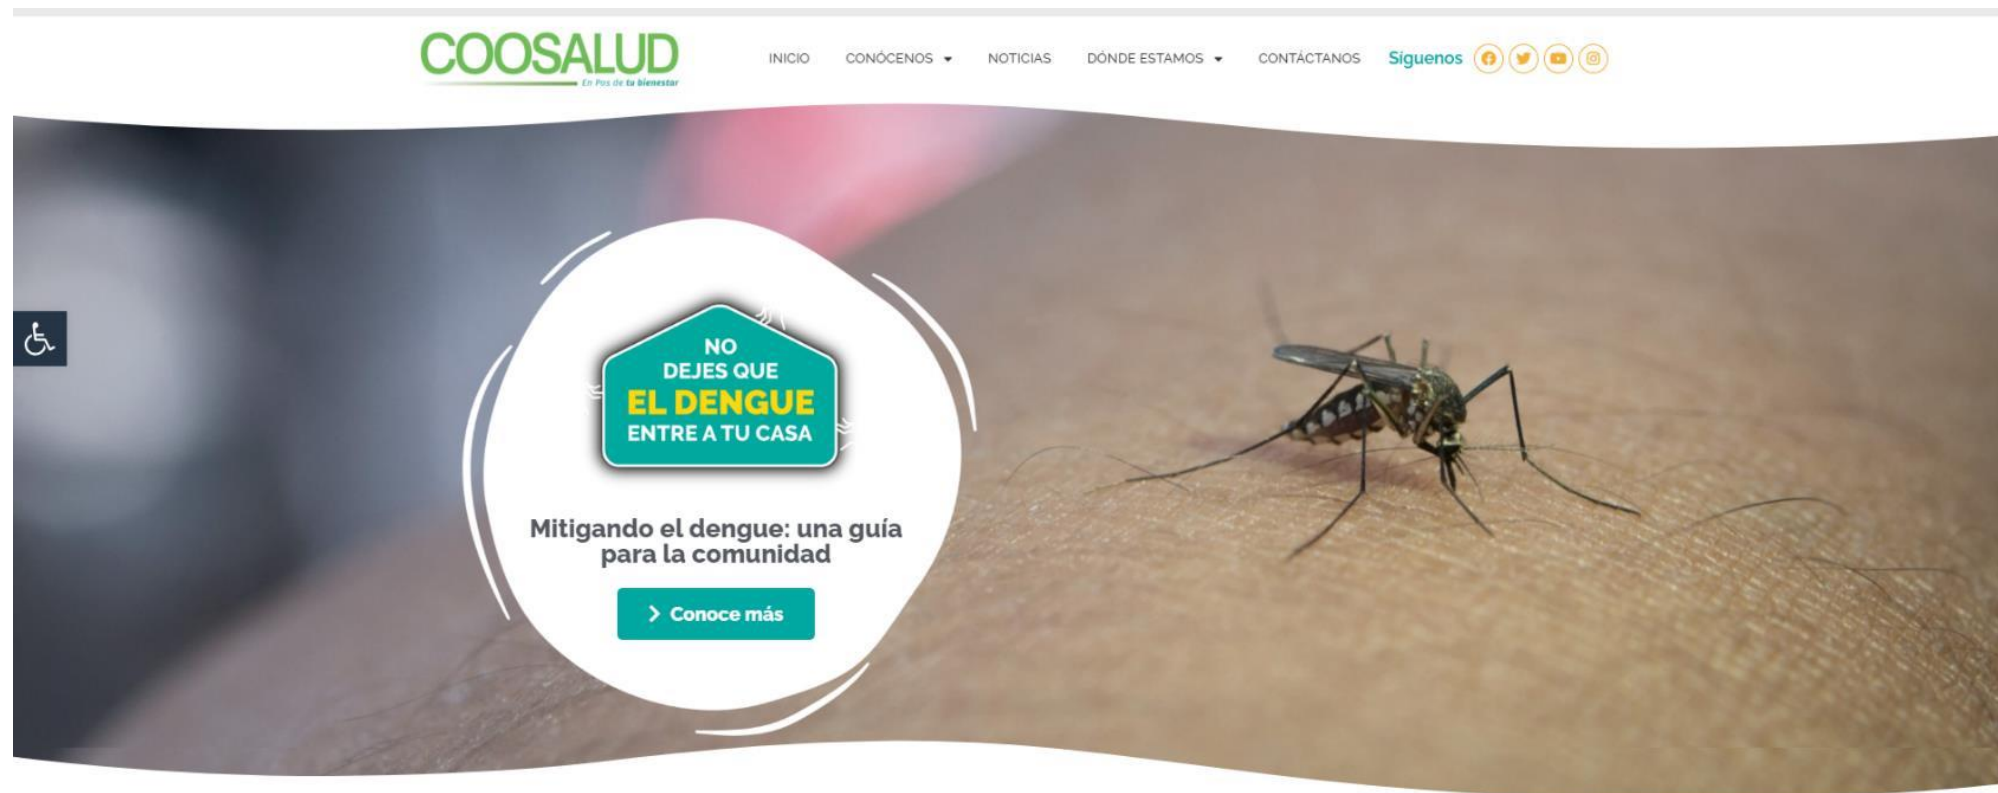 COOSALUD
En Pos de tu bienestar
INICIO
CONÓCENOS
NOTICIAS
DÓNDE ESTAMOS
CONTÁCTANOS
Síguenos
NO
DEJES QUE
EL DENGUE
ENTRE A TU CASA
Mitigando el dengue: una guía
para la comunidad
Conoce más